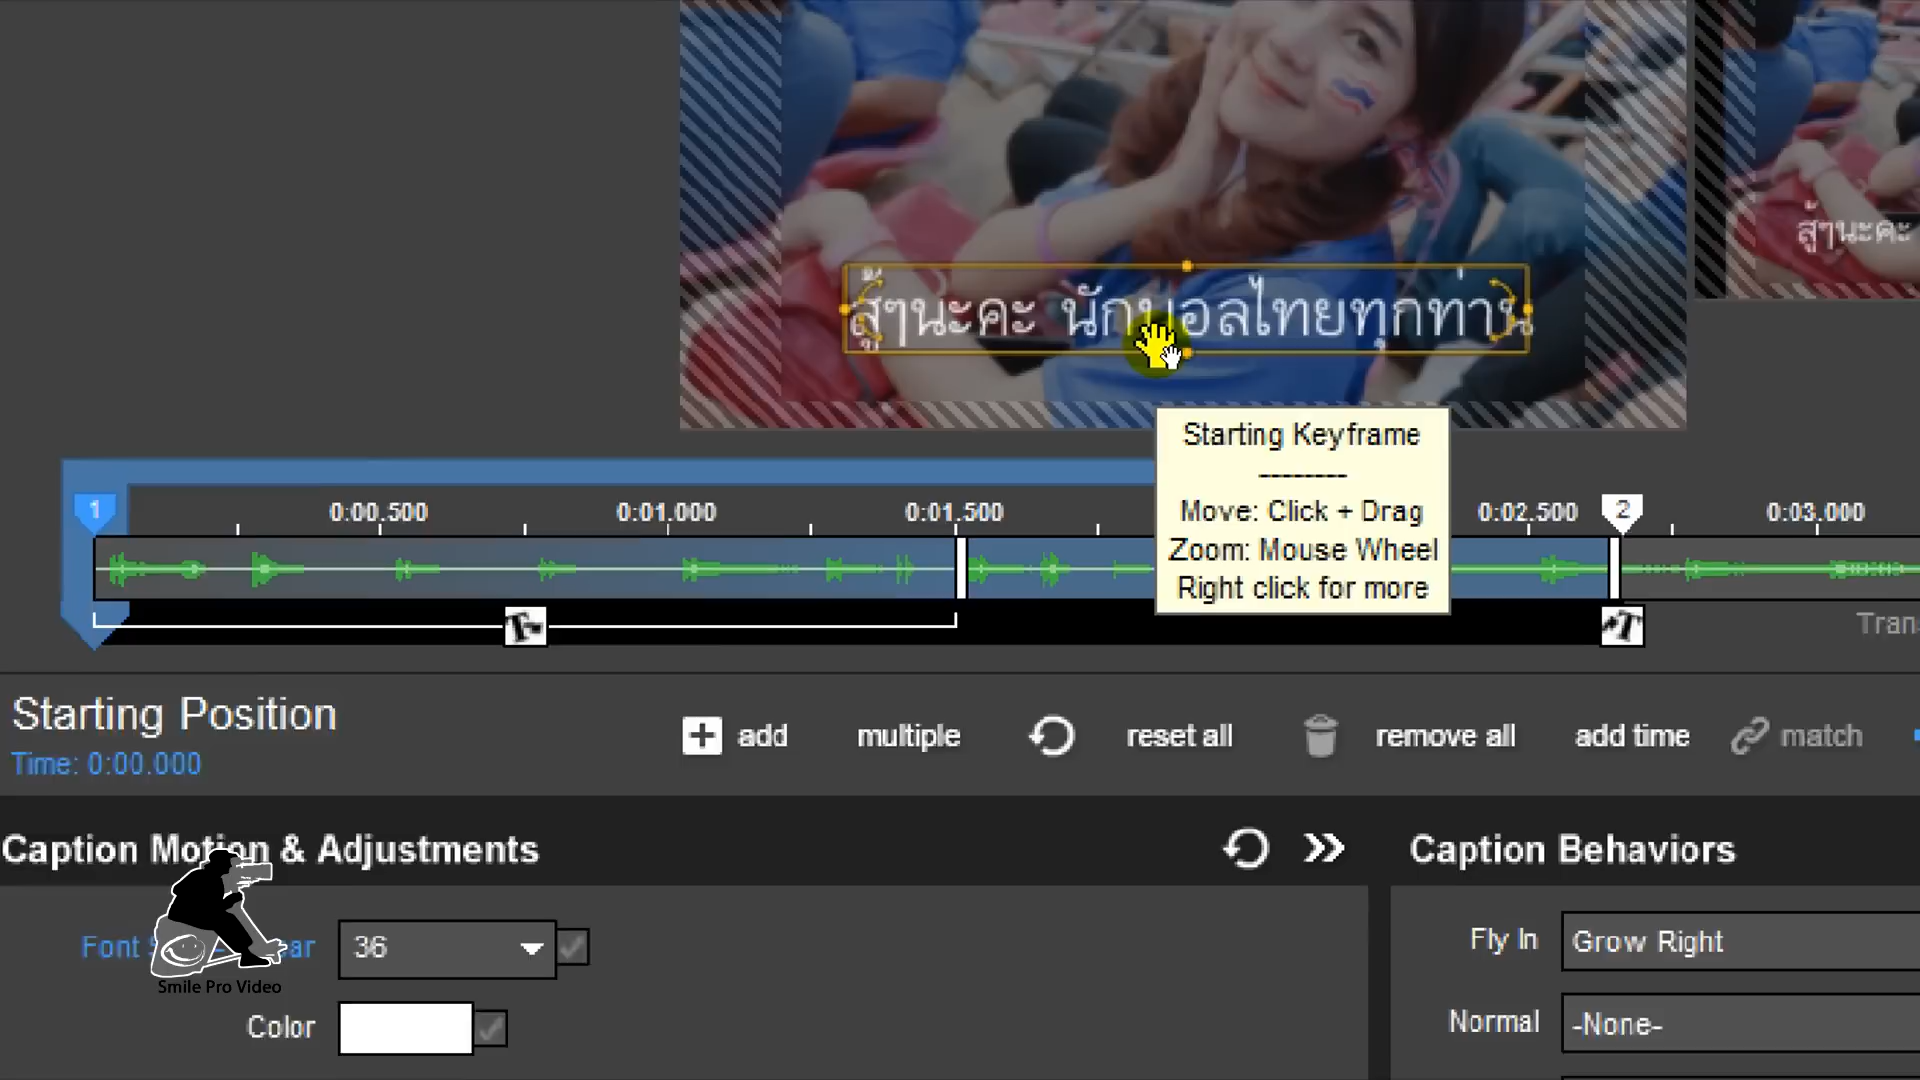 สู้ๆนะคะ
สู้ๆนะคะ นักบอลไทยทุกท่าน
Starting Keyframe
--------
Move: Click + Drag
Zoom: Mouse Wheel
Right click for more
1 0:00.500 0:01.000 0:01.500 0:02.500 2 0:03.000
Starting Position
Time: 0:00.000
add multiple reset all remove all add time match
Caption Motion & Adjustments
Caption Behaviors
Font 36
Smile Pro Video
Color
Fly In Grow Right
Normal -None-